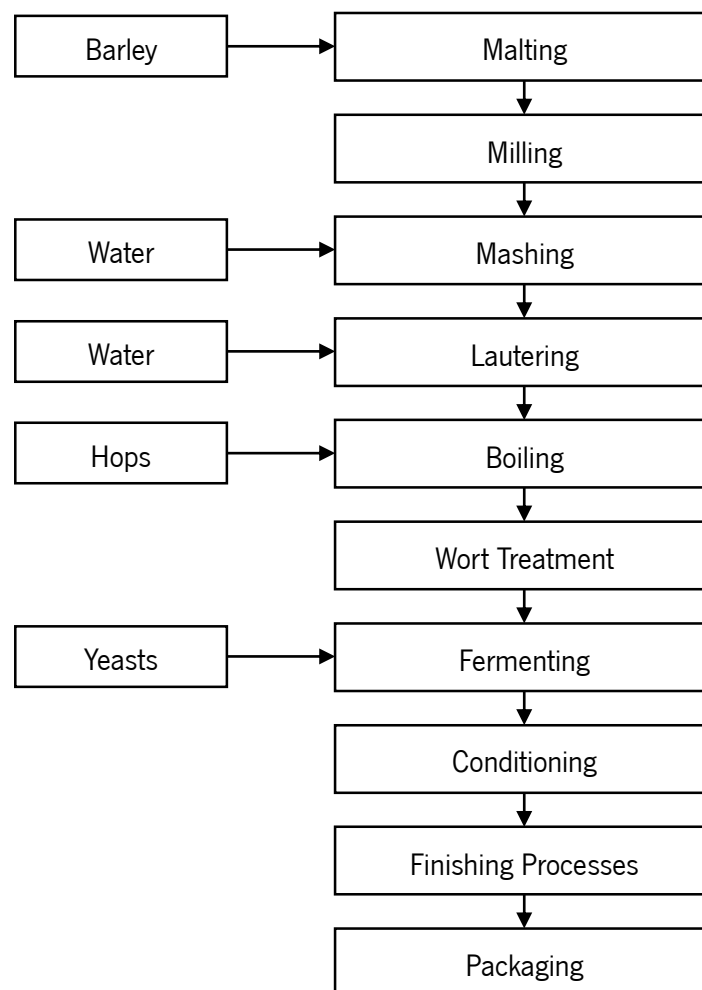 Barley
Malting
Milling
Water
Mashing
Water
Lautering
Hops
Boiling
Wort Treatment
Yeasts
Fermenting
Conditioning
Finishing Processes
Packaging